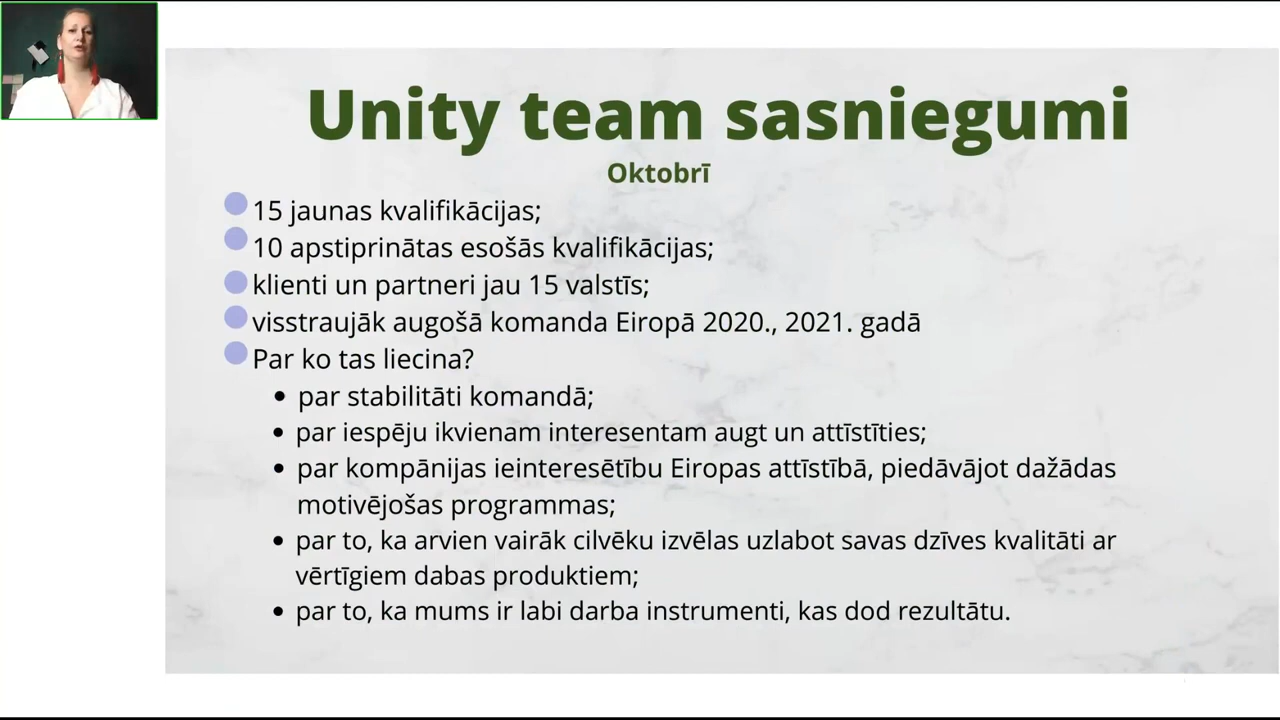 Unity team sasniegumi
Oktobrī
15 jaunas kvalifikācijas;
10 apstiprinātas esošās kvalifikācijas;
klienti un partneri jau 15 valstīs;
visstraujāk augošā komanda Eiropā 2020., 2021. gadā
Par ko tas liecina?
par stabilitāti komandā;
par iespēju ikvienam interesentam augt un attīstīties;
par kompānijas ieinteresētību Eiropas attīstībā, piedāvājot dažādas
motivējošas programmas;
par to, ka arvien vairāk cilvēku izvēlas uzlabot savas dzīves kvalitāti ar
vērtīgiem dabas produktiem;
par to, ka mums ir labi darba instrumenti, kas dod rezultātu.